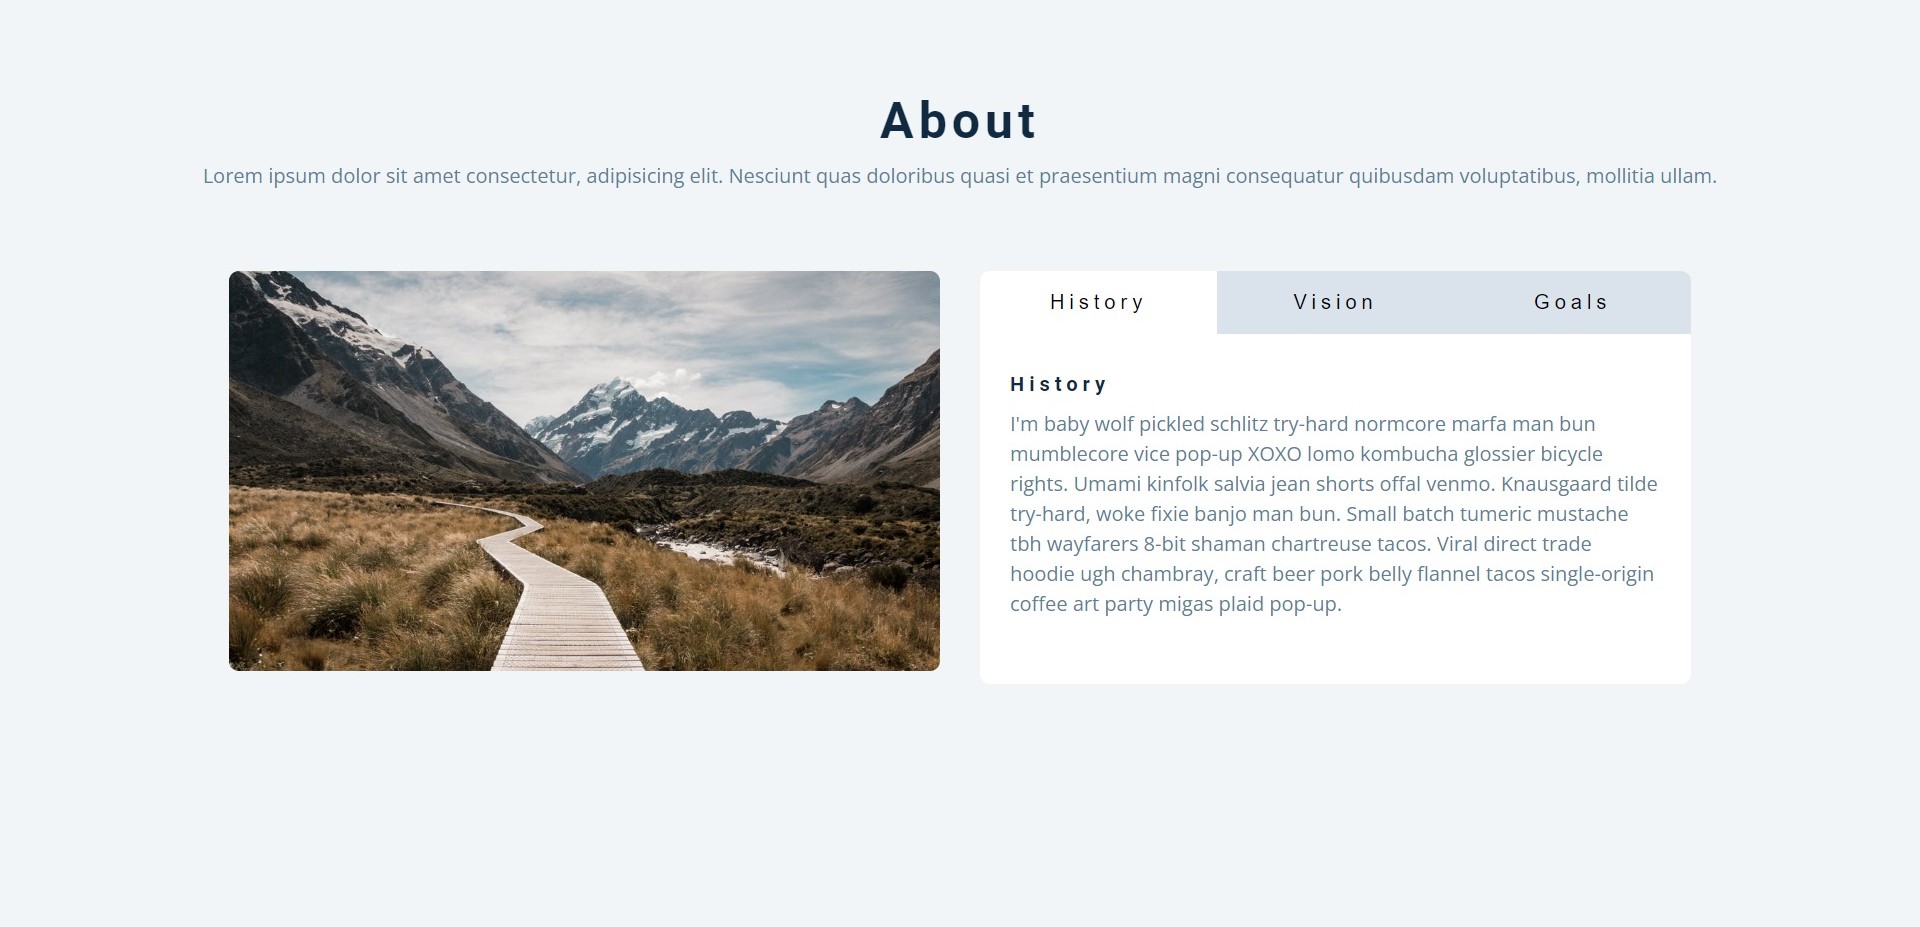 About
Lorem ipsum dolor sit amet consectetur, adipisicing elit. Nesciunt quas doloribus quasi et praesentium magni consequatur quibusdam voluptatibus, mollitia ullam.
History
Vision
Goals
History
I'm baby wolf pickled schlitz try-hard normcore marfa man bun
mumblecore vice pop-up XOXO lomo kombucha glossier bicycle
rights. Umami kinfolk salvia jean shorts offal venmo. Knausgaard tilde
try-hard, woke fixie banjo man bun. Small batch tumeric mustache
tbh wayfarers 8-bit shaman chartreuse tacos. Viral direct trade
hoodie ugh chambray, craft beer pork belly flannel tacos single-origin
coffee art party migas plaid pop-up.